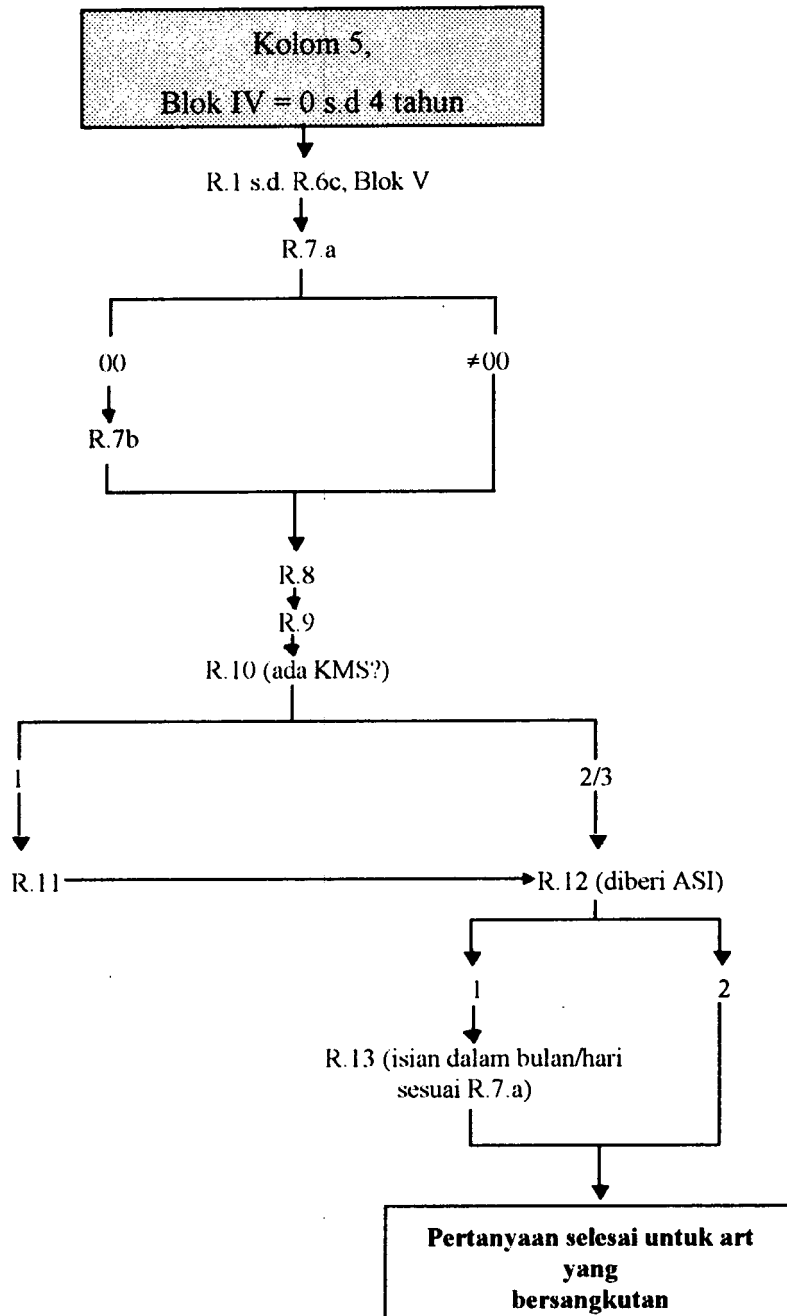 Kolom 5,
Blok IV = 0 s.d 4 tahun
R.1 s.d. R.6c, Blok V
R.7.a
00
≠00
R.7b
R.8
R.9
R.10 (ada KMS?)
1
2/3
R.11
R.12 (diberi ASI)
1
2
R.13 (isian dalam bulan/hari
sesuai R.7.a)
Pertanyaan selesai untuk art
yang
bersangkutan